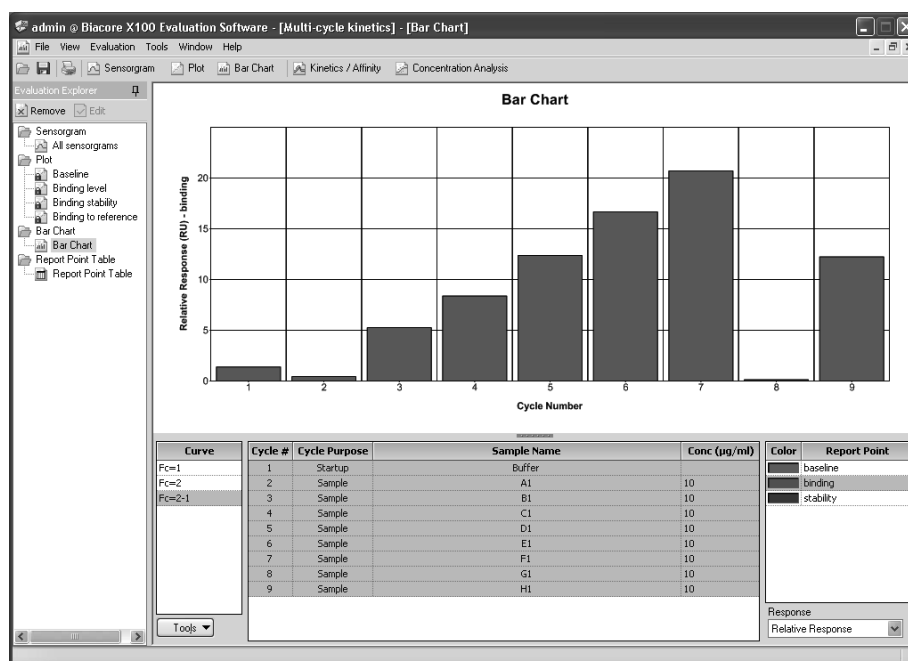 admin @ Biacore X100 Evaluation Software - [Multi-cycle kinetics] - [Bar Chart]
File View Evaluation Tools Window Help
Sensorgram Plot Bar Chart Kinetics / Affinity Concentration Analysis
Evaluation Explorer
Remove Edit
Sensorgram
All sensorgrams
Plot
Baseline
Binding level
Binding stability
Binding to reference
Bar Chart
Bar Chart
Report Point Table
Report Point Table
Bar Chart
Relative Response (RU) - binding
20
15
10
5
0
1 2 3 4 5 6 7 8 9
Cycle Number
Curve
Fc=1
Fc=2
Fc=2-1
Tools
Cycle # Cycle Purpose Sample Name Conc (µg/ml)
1 Startup Buffer
2 Sample A1 10
3 Sample B1 10
4 Sample C1 10
5 Sample D1 10
6 Sample E1 10
7 Sample F1 10
8 Sample G1 10
9 Sample H1 10
Color Report Point
baseline
binding
stability
Response
Relative Response